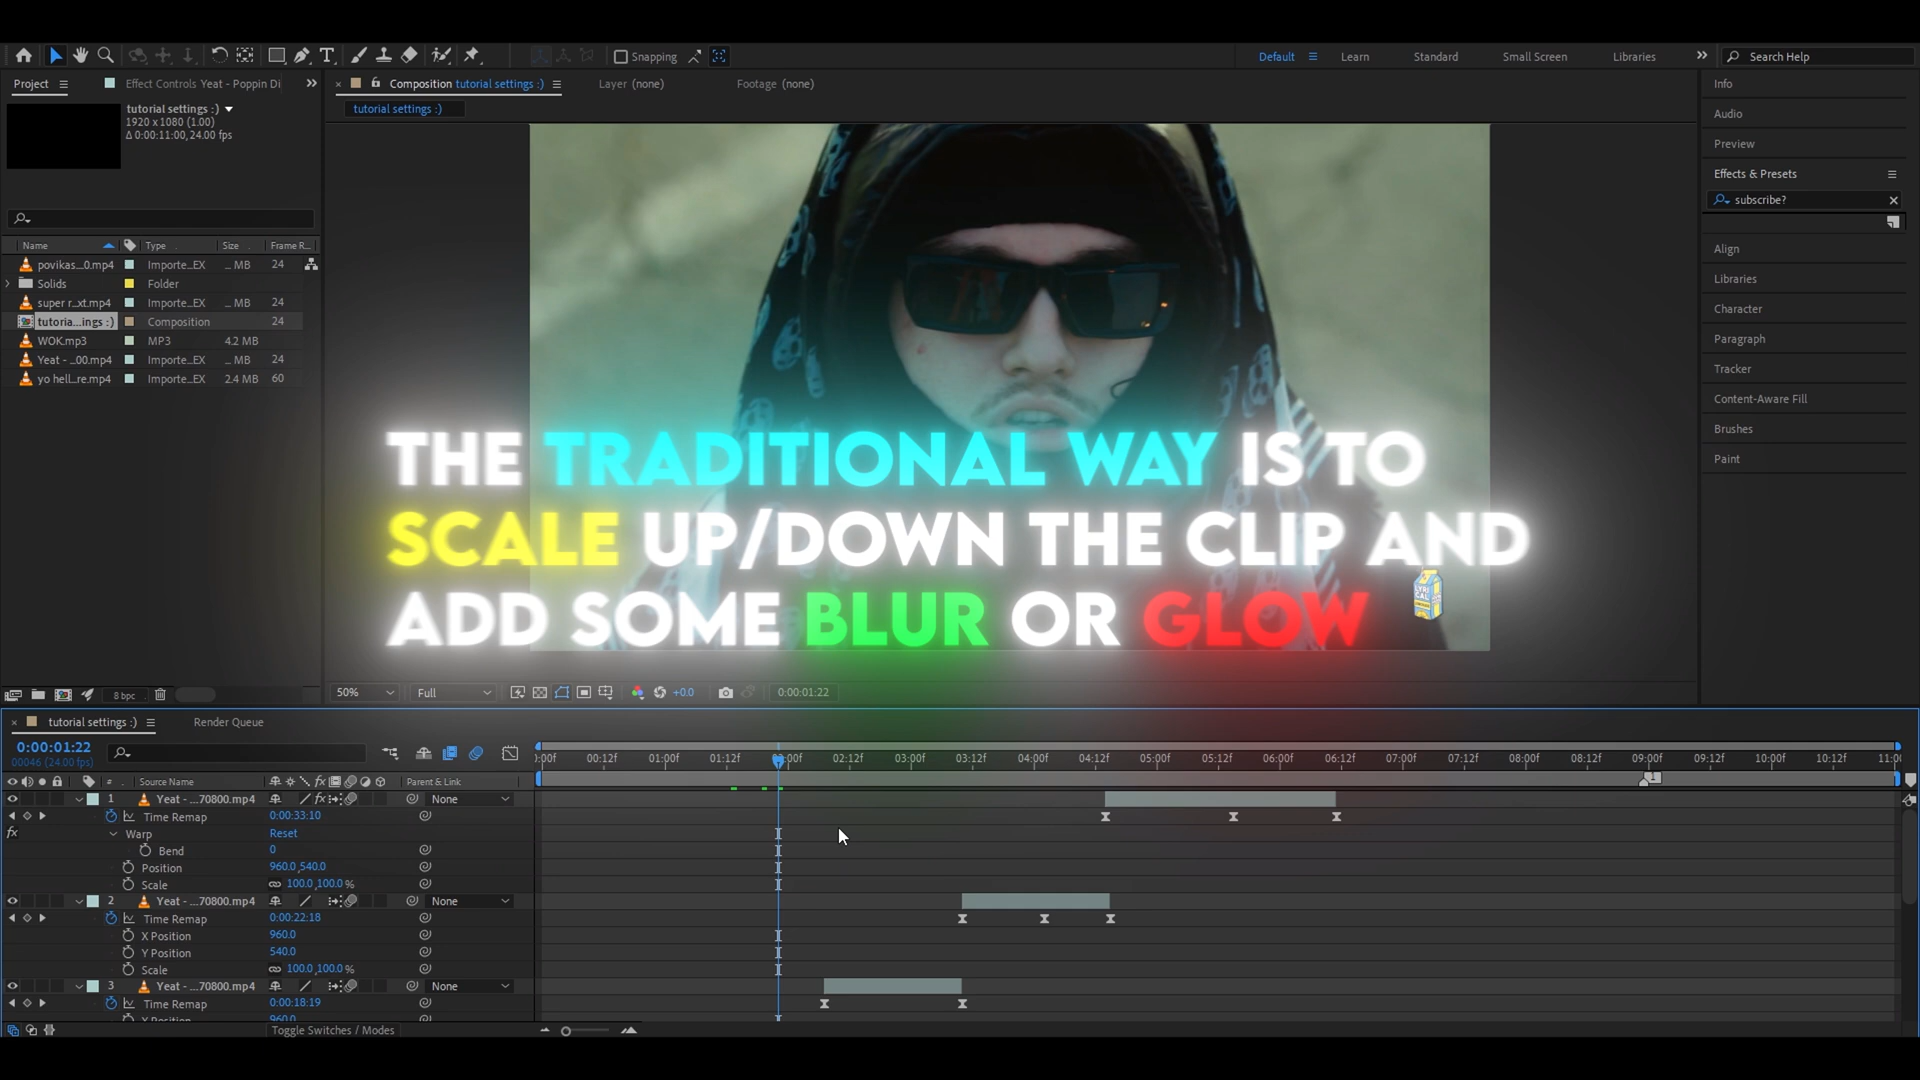 Snapping
Default
Learn
Standard
Small Screen
Libraries
Search Help
Project
Effect Controls Yeat - Poppin Di
Composition tutorial settings :)
Layer (none)
Footage (none)
tutorial settings :)
tutorial settings :)
1920 x 1080 (1.00)
Δ 0:00:11:00, 24.00 fps
Name Type Size Frame R...
povikas...0.mp4 Importe...EX ... MB 24
Solids Folder
super r...xt.mp4 Importe...EX ... MB 24
tutoria...ings :) Composition 24
WOK.mp3 MP3 4.2 MB
Yeat - ...00.mp4 Importe...EX ... MB 24
yo hell...re.mp4 Importe...EX 2.4 MB 60
THE TRADITIONAL WAY IS TO
SCALE UP/DOWN THE CLIP AND
ADD SOME BLUR OR GLOW
LYRI
CAL
Info
Audio
Preview
Effects & Presets
subscribe?
Align
Libraries
Character
Paragraph
Tracker
Content-Aware Fill
Brushes
Paint
8 bpc
50%
Full
+0.0
0:00:01:22
tutorial settings :)
Render Queue
0:00:01:22
00046 (24.00 fps)
:00f 00:12f 01:00f 01:12f 02:00f 02:12f 03:00f 03:12f 04:00f 04:12f 05:00f 05:12f 06:00f 06:12f 07:00f 07:12f 08:00f 08:12f 09:00f 09:12f 10:00f 10:12f 11:0
# Source Name Parent & Link
1
1 Yeat - ...70800.mp4 fx None
Time Remap 0:00:33:10
fx Warp Reset
Bend 0
Position 960.0,540.0
Scale 100.0,100.0%
2 Yeat - ...70800.mp4 None
Time Remap 0:00:22:18
X Position 960.0
Y Position 540.0
Scale 100.0,100.0%
3 Yeat - ...70800.mp4 None
Time Remap 0:00:18:19
X Position 960.0
Toggle Switches / Modes